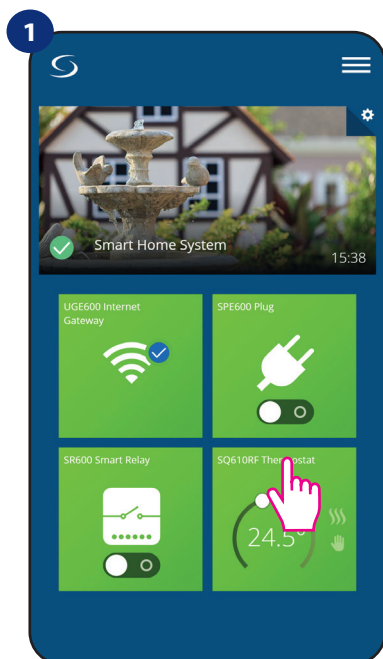 1
Smart Home System
15:38
UGE600 Internet
Gateway
SPE600 Plug
SR600 Smart Relay
SQ610RF Thermostat
24.5°